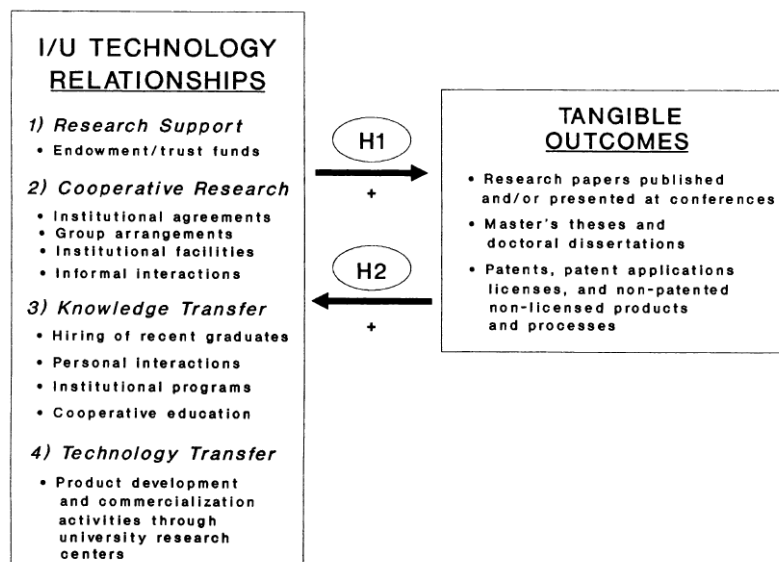 I/U TECHNOLOGY
RELATIONSHIPS
1) Research Support
• Endowment/trust funds
2) Cooperative Research
• Institutional agreements
• Group arrangements
• Institutional facilities
• Informal interactions
3) Knowledge Transfer
• Hiring of recent graduates
• Personal interactions
• Institutional programs
• Cooperative education
4) Technology Transfer
• Product development
and commercialization
activities through
university research
centers
H1
+
H2
+
TANGIBLE
OUTCOMES
• Research papers published
and/or presented at conferences
• Master's theses and
doctoral dissertations
• Patents, patent applications
licenses, and non-patented
non-licensed products
and processes